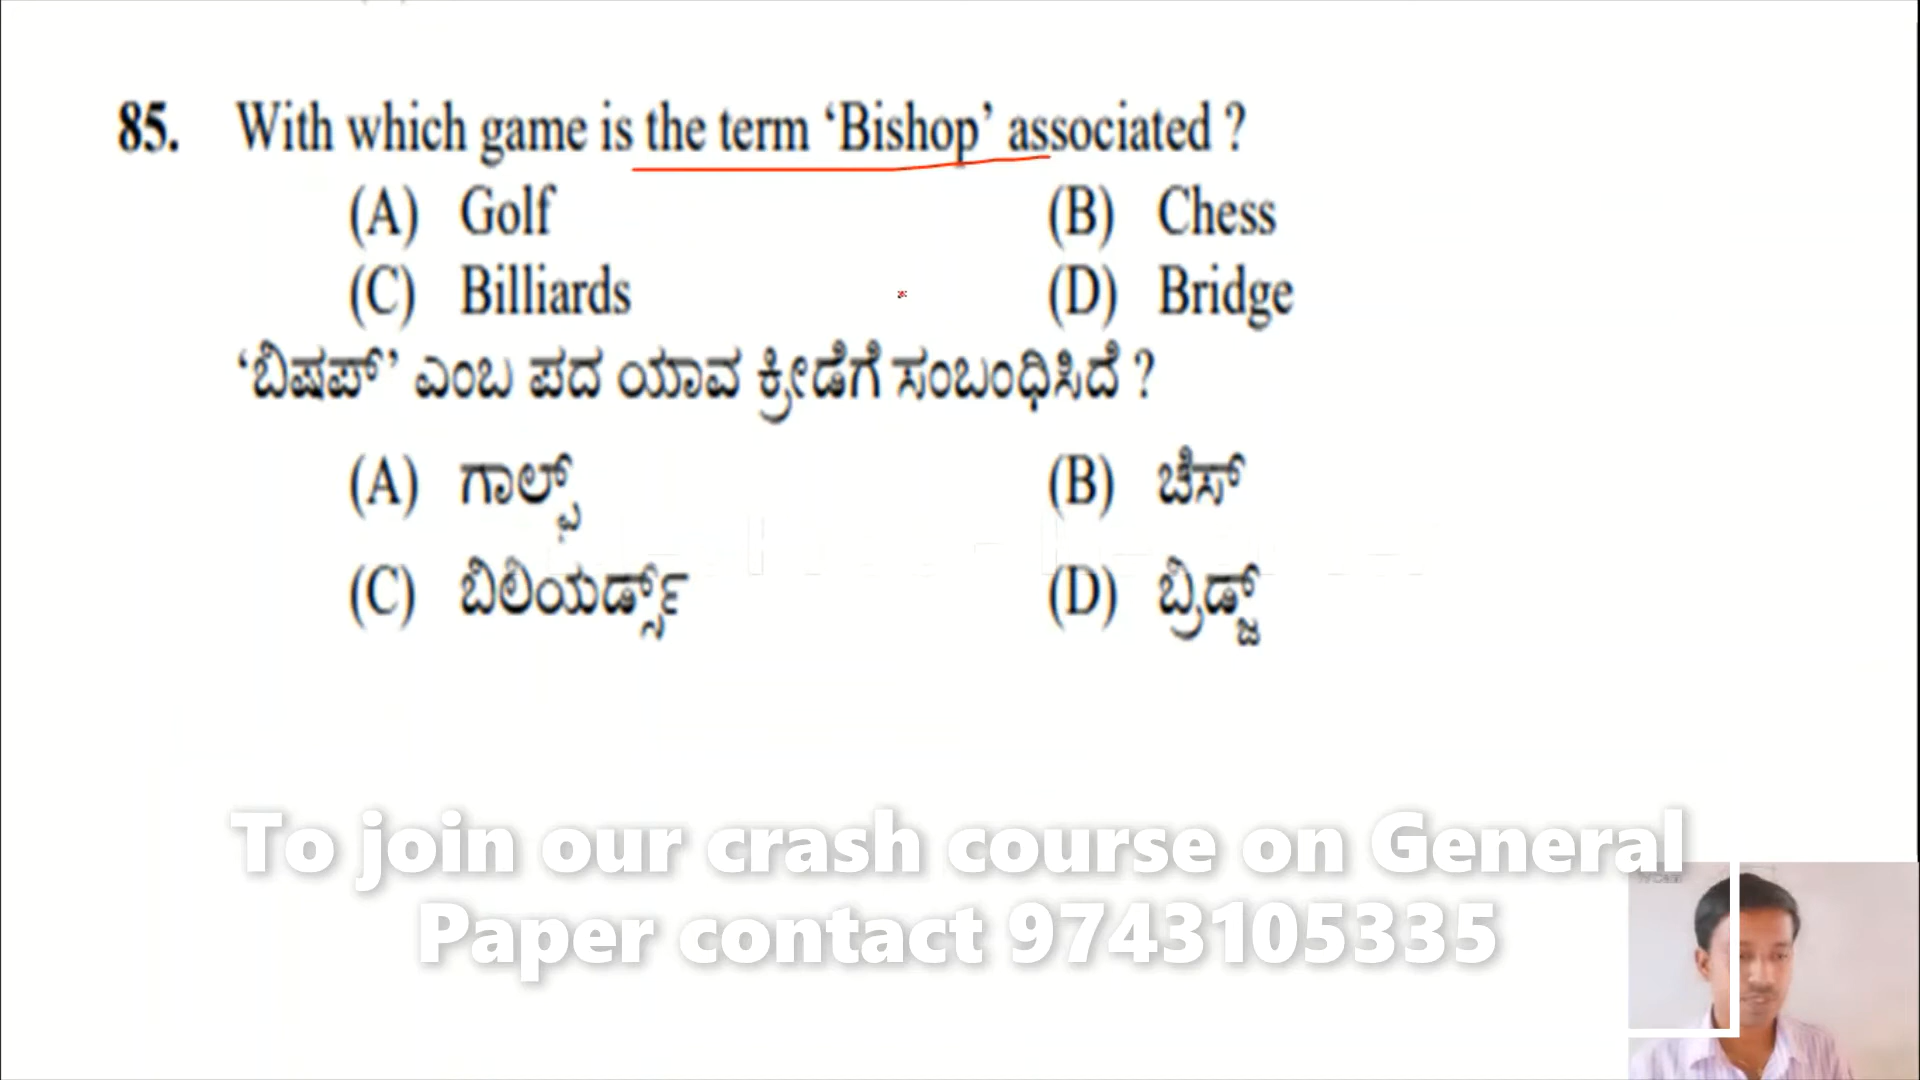 85. With which game is the term ‘Bishop’ associated ?
(A) Golf (B) Chess
(C) Billiards (D) Bridge
‘ಬಿಷಪ್’ ಎಂಬ ಪದ ಯಾವ ಕ್ರೀಡೆಗೆ ಸಂಬಂಧಿಸಿದೆ ?
(A) ಗಾಲ್ಫ್ (B) ಚೆಸ್
(C) ಬಿಲಿಯರ್ಡ್ಸ್ (D) ಬ್ರಿಡ್ಜ್
To join our crash course on General
Paper contact 9743105335